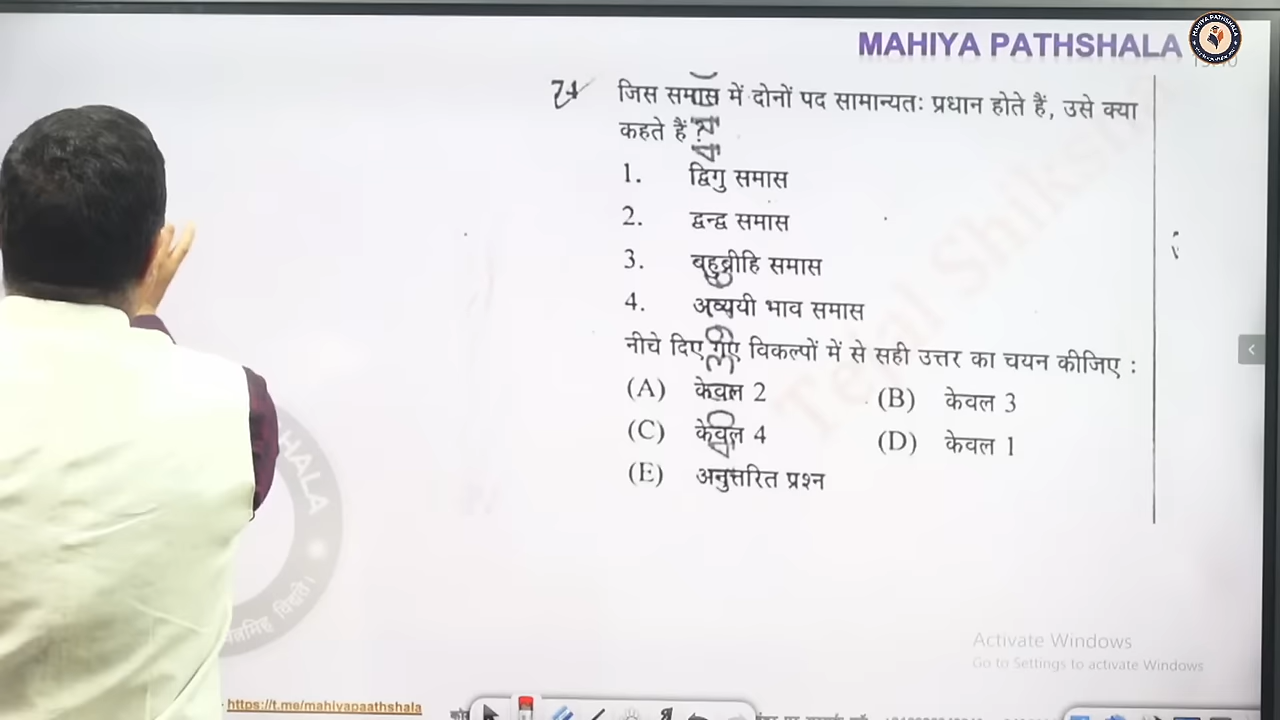 MAHIYA PATHSHALA
जिस समास में दोनों पद सामान्यतः प्रधान होते हैं, उसे क्या
कहते हैं ?
1. द्विगु समास
2. द्वन्द्व समास
3. बहुव्रीहि समास
4. अव्ययी भाव समास
नीचे दिए गए विकल्पों में से सही उत्तर का चयन कीजिए :
(A) केवल 2 (B) केवल 3
(C) केवल 4 (D) केवल 1
(E) अनुत्तरित प्रश्न
Activate Windows
Go to Settings to activate Windows
https://t.me/mahiyapaathshala